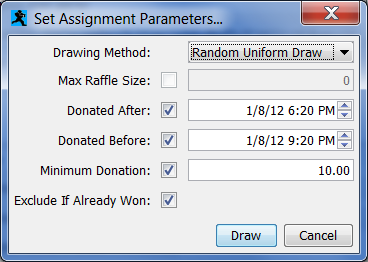 Set Assignment Parameters...
Drawing Method: Random Uniform Draw
Max Raffle Size: 0
Donated After: 1/8/12 6:20 PM
Donated Before: 1/8/12 9:20 PM
Minimum Donation: 10.00
Exclude If Already Won:
Draw Cancel